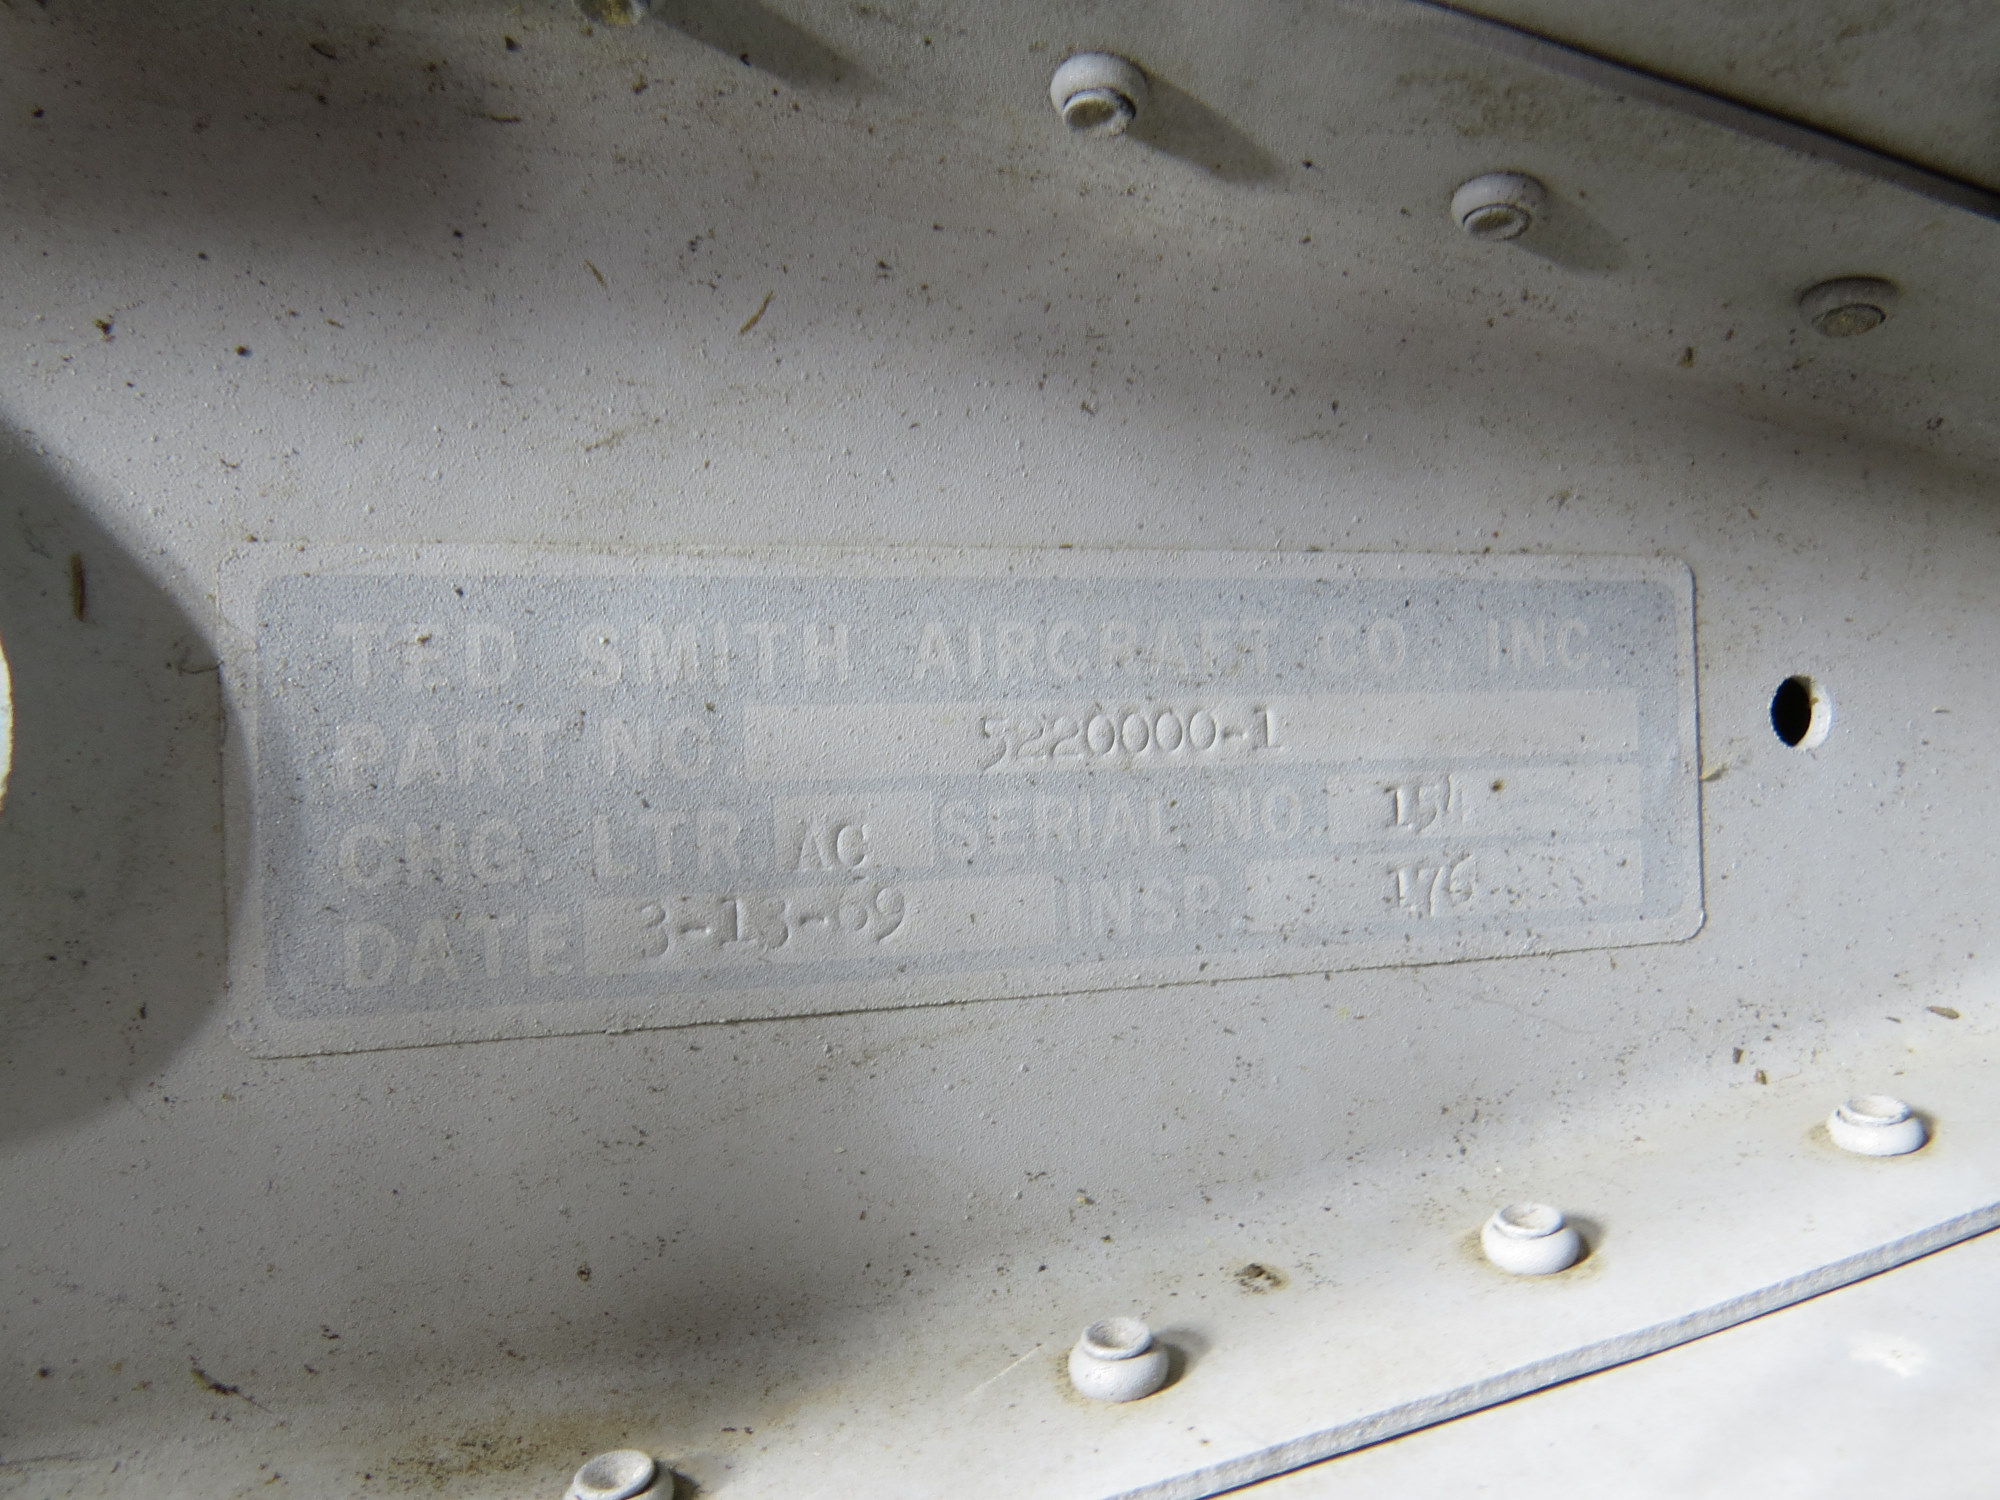 TED SMITH AIRCRAFT CO., INC.
PART NO 5220000-1
CHG. LTR AC SERIAL NO. 154
DATE 3-13-69 INSP. 176